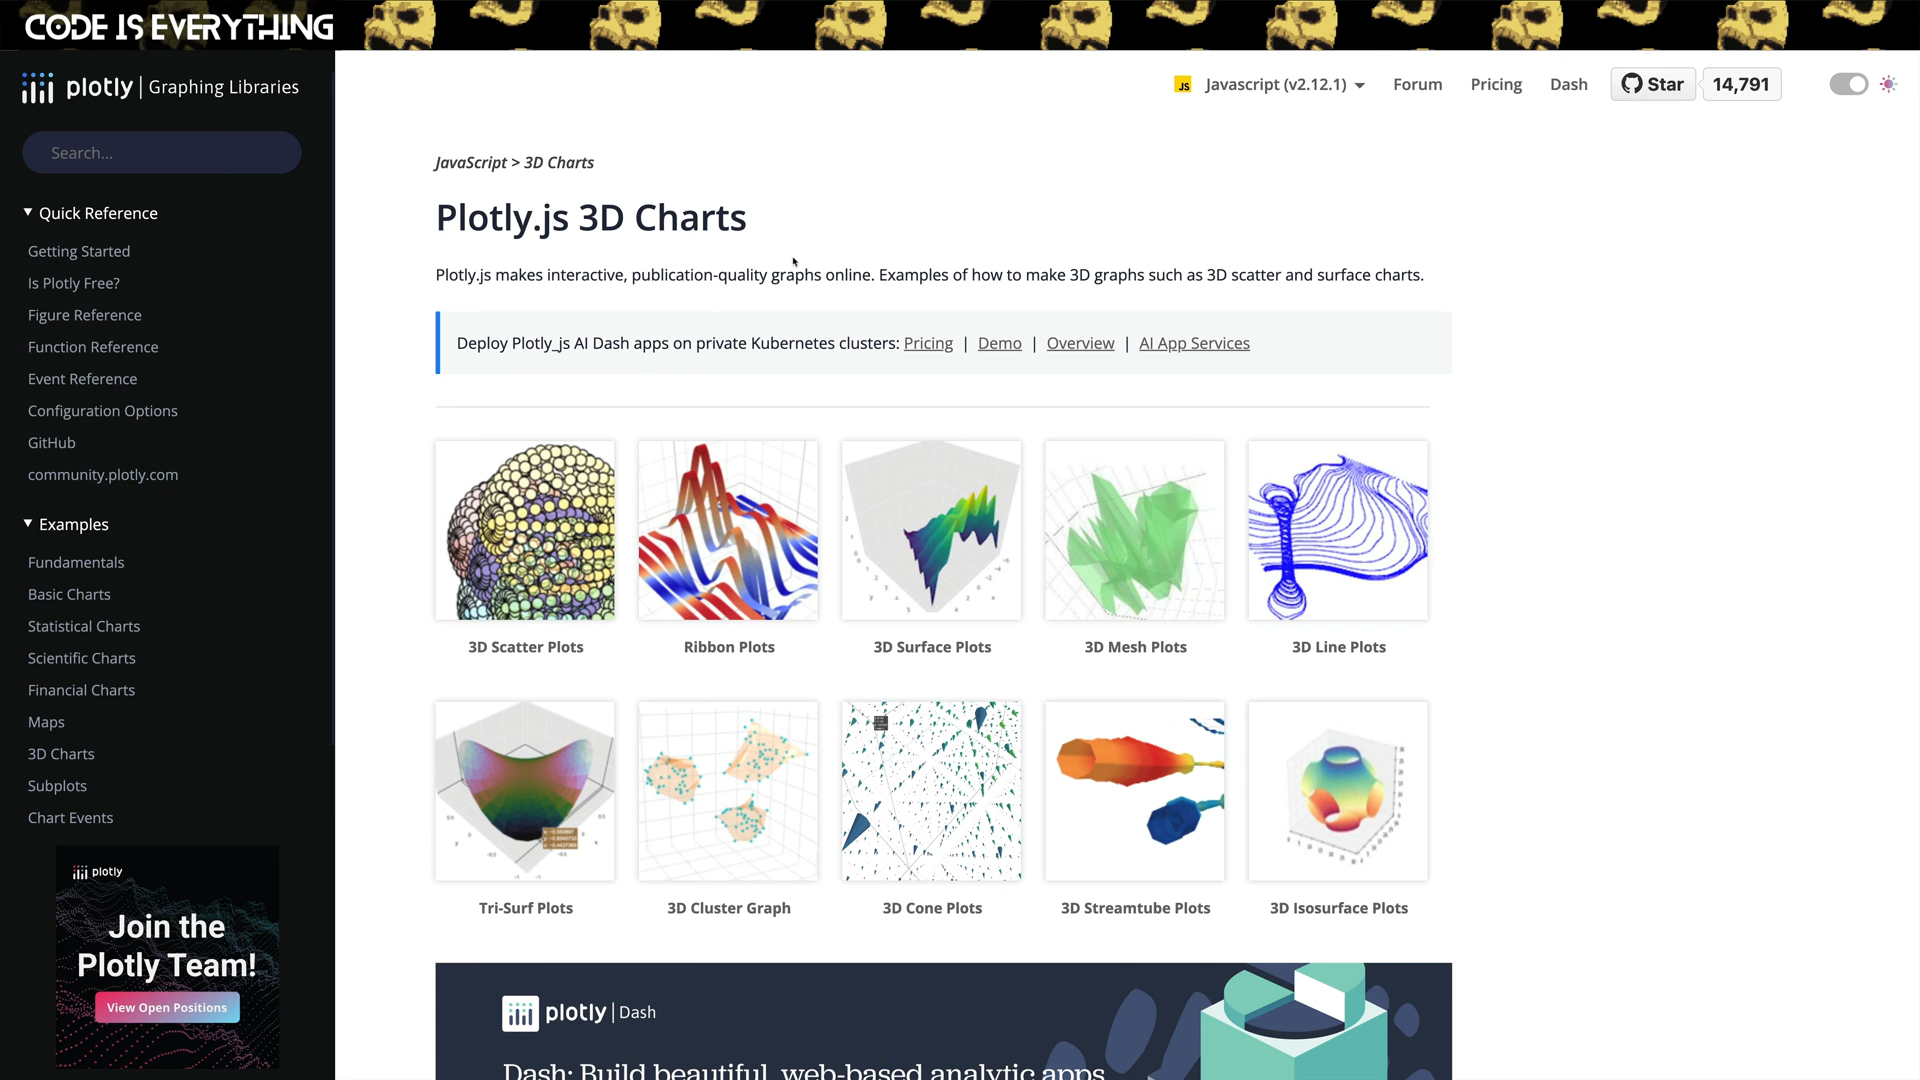 CODE IS EVERYTHING
plotly | Graphing Libraries
Search...
Quick Reference
Getting Started
Is Plotly Free?
Figure Reference
Function Reference
Event Reference
Configuration Options
GitHub
community.plotly.com
Examples
Fundamentals
Basic Charts
Statistical Charts
Scientific Charts
Financial Charts
Maps
3D Charts
Subplots
Chart Events
plotly
Join the
Plotly Team!
View Open Positions
JS Javascript (v2.12.1) Forum Pricing Dash Star 14,791
JavaScript > 3D Charts
Plotly.js 3D Charts
Plotly.js makes interactive, publication-quality graphs online. Examples of how to make 3D graphs such as 3D scatter and surface charts.
Deploy Plotly_js AI Dash apps on private Kubernetes clusters: Pricing | Demo | Overview | AI App Services
3D Scatter Plots Ribbon Plots 3D Surface Plots 3D Mesh Plots 3D Line Plots
Tri-Surf Plots 3D Cluster Graph 3D Cone Plots 3D Streamtube Plots 3D Isosurface Plots
plotly | Dash
Dash: Build beautiful, web-based analytic apps